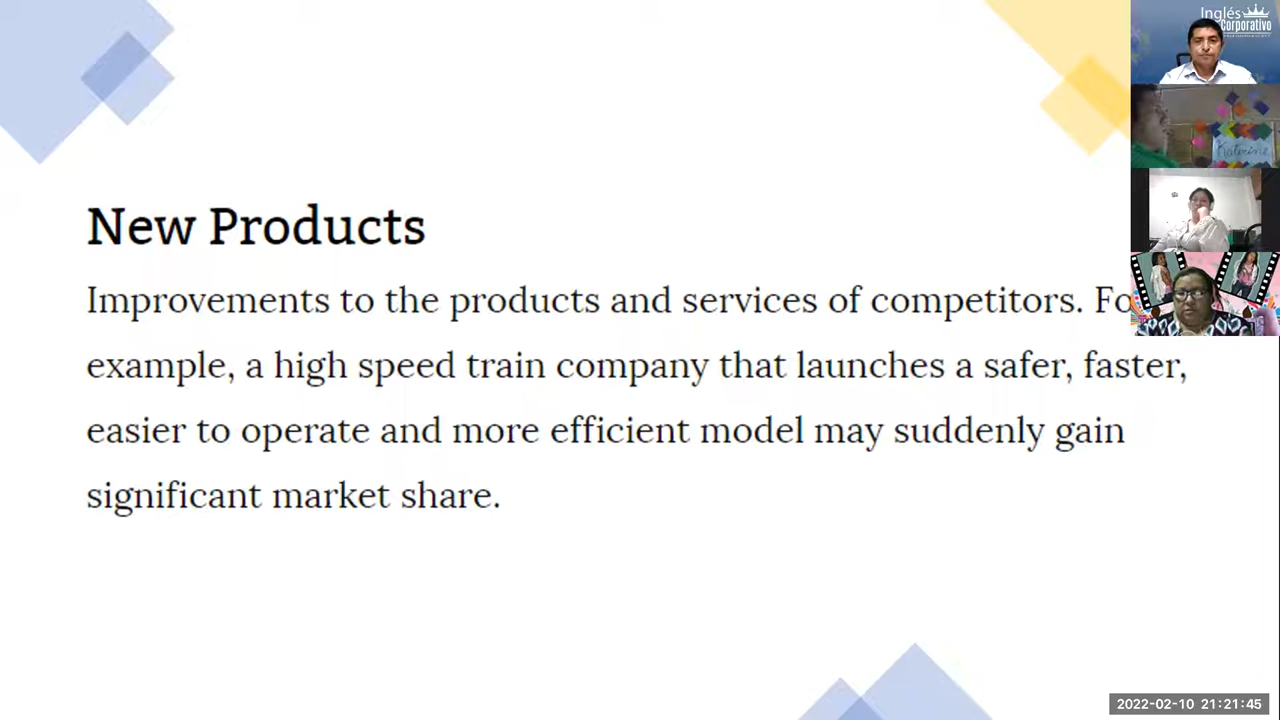 Inglés
Corporativo
Katerine
New Products
Improvements to the products and services of competitors. Fo
example, a high speed train company that launches a safer, faster,
easier to operate and more efficient model may suddenly gain
significant market share.
2022-02-10 21:21:45